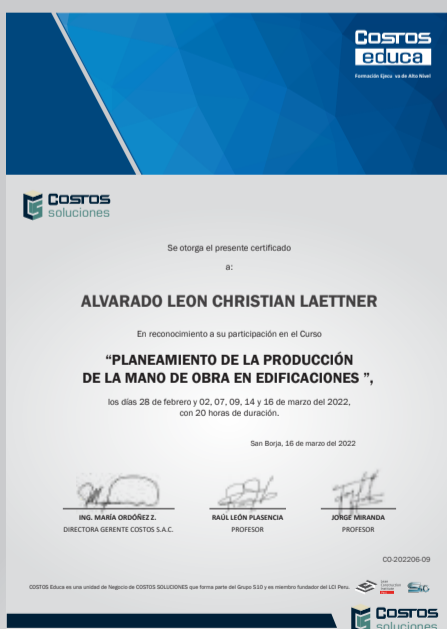 COSTOS
educa
Formación Ejecu va de Alto Nivel
COSTOS
soluciones
Se otorga el presente certificado
a:
ALVARADO LEON CHRISTIAN LAETTNER
En reconocimiento a su participación en el Curso
“PLANEAMIENTO DE LA PRODUCCIÓN
DE LA MANO DE OBRA EN EDIFICACIONES ”,
los días 28 de febrero y 02, 07, 09, 14 y 16 de marzo del 2022,
con 20 horas de duración.
San Borja, 16 de marzo del 2022
ING. MARÍA ORDÓÑEZ Z.
DIRECTORA GERENTE COSTOS S.A.C.
RAÚL LEÓN PLASENCIA
PROFESOR
JORGE MIRANDA
PROFESOR
CO-202206-09
COSTOS Educa es una unidad de Negocio de COSTOS SOLUCIONES que forma parte del Grupo S10 y es miembro fundador del LCI Peru.
COSTOS
soluciones